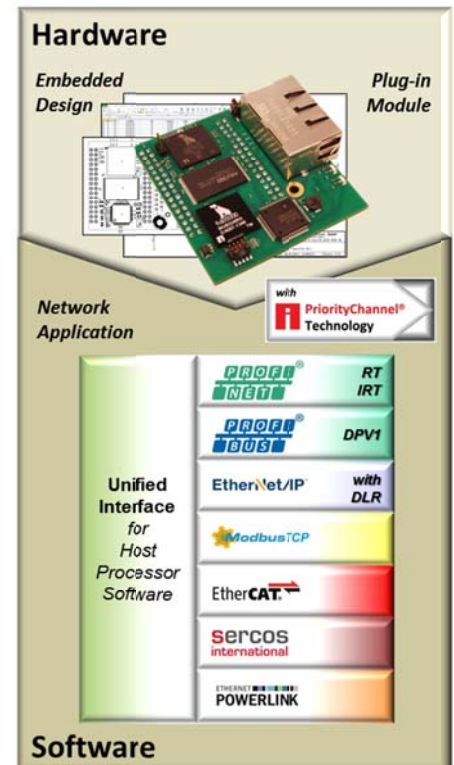 Hardware
Embedded
Design
Plug-in
Module
Network
Application
with
PriorityChannel®
Technology
Unified
Interface
for
Host
Processor
Software
PROFI®
NET
RT
IRT
PROFI®
BUS
DPV1
EtherNet/IP
with
DLR
ModbusTCP
EtherCAT
sercos
international
ETHERNET
POWERLINK
Software